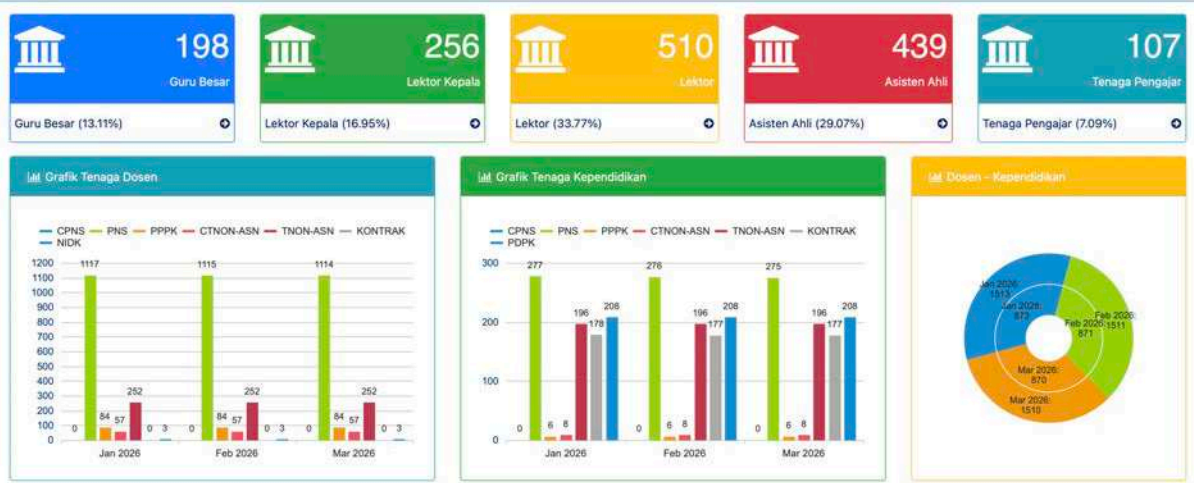 198
Guru Besar
Guru Besar (13.11%)
256
Lektor Kepala
Lektor Kepala (16.95%)
510
Lektor
Lektor (33.77%)
439
Asisten Ahli
Asisten Ahli (29.07%)
107
Tenaga Pengajar
Tenaga Pengajar (7.09%)
Grafik Tenaga Dosen
CPNS PNS PPPK CTNON-ASN TNON-ASN KONTRAK
NIDK
1200
1100
1000
900
800
700
600
500
400
300
200
100
0
0 1117 84 57 252 0 3
0 1115 84 57 252 0 3
0 1114 84 57 252 0 3
Jan 2026 Feb 2026 Mar 2026
Grafik Tenaga Kependidikan
CPNS PNS PPPK CTNON-ASN TNON-ASN KONTRAK
PDPK
300
200
100
0
0 277 6 8 196 178 208
0 276 6 8 196 177 208
0 275 6 8 196 177 208
Jan 2026 Feb 2026 Mar 2026
Dosen - Kependidikan
Jan 2026:
1513
Jan 2026:
872
Feb 2026:
1511
Feb 2026:
871
Mar 2026:
870
Mar 2026:
1510